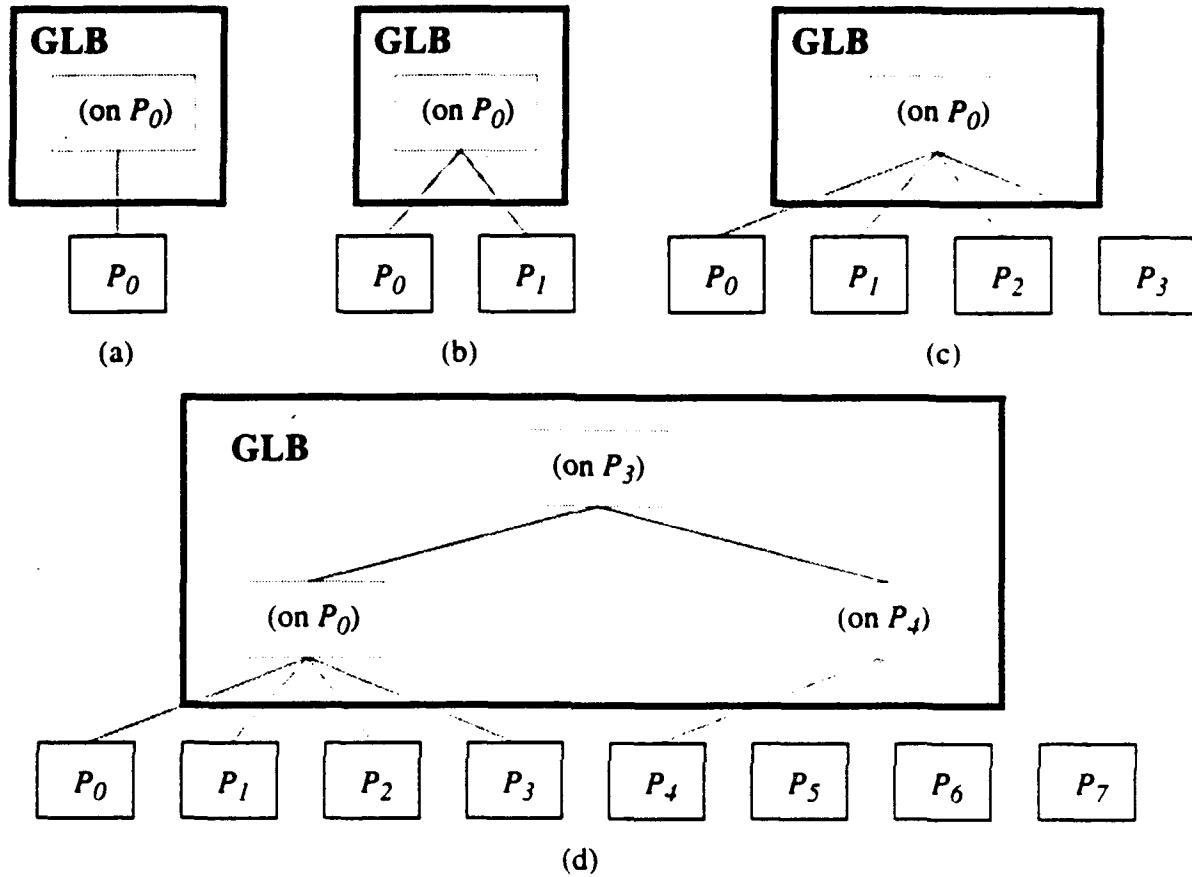 GLB GLB GLB
(on P0) (on P0) (on P0)
P0 P0 P1 P0 P1 P2 P3
(a) (b) (c)
GLB
(on P3)
(on P0) (on P4)
P0 P1 P2 P3 P4 P5 P6 P7
(d)